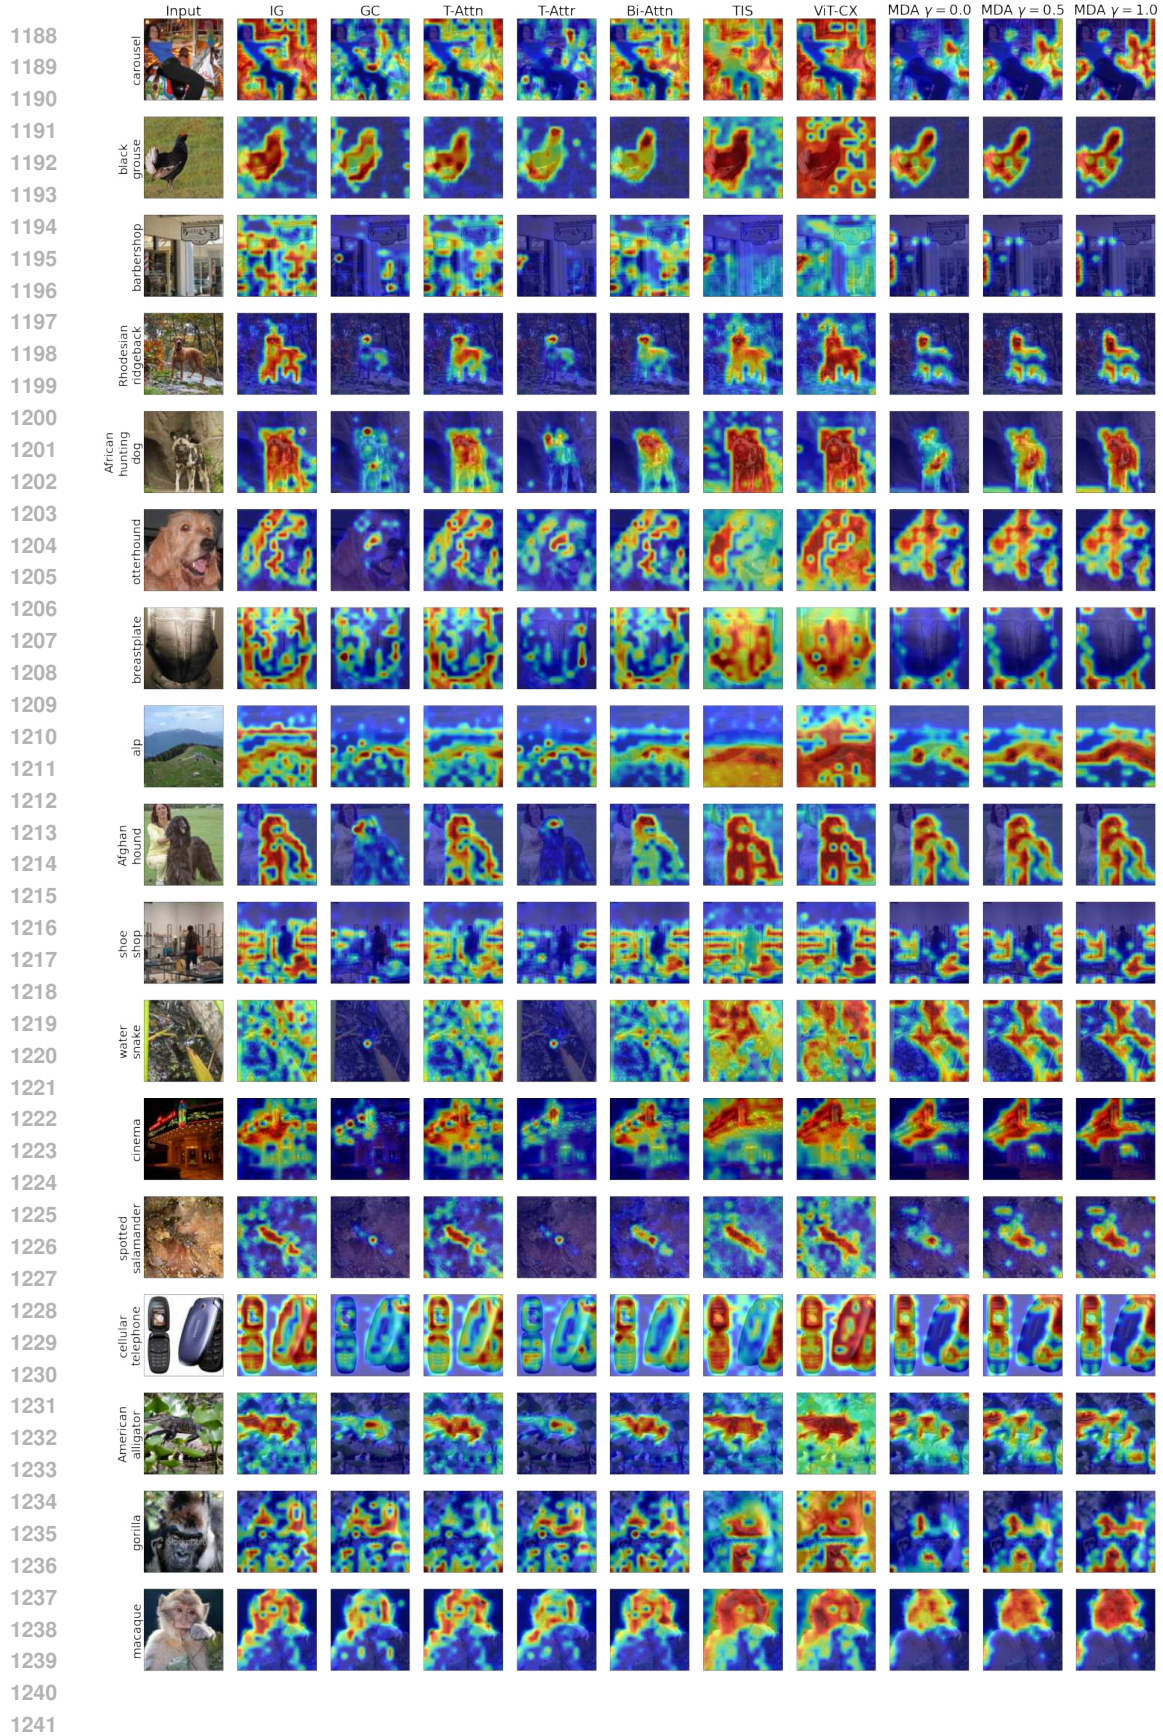 Input IG GC T-Attn T-Attr Bi-Attn TIS ViT-CX MDA γ = 0.0 MDA γ = 0.5 MDA γ = 1.0
1188
1189
1190
carousel
1191
1192
1193
black
grouse
1194
1195
1196
barbershop
1197
1198
1199
Rhodesian
ridgeback
1200
1201
1202
African
hunting
dog
1203
1204
1205
otterhound
1206
1207
1208
breastplate
1209
1210
1211
alp
1212
1213
1214
Afghan
hound
1215
1216
1217
shoe
shop
1218
1219
1220
water
snake
1221
1222
1223
cinema
1224
1225
1226
spotted
salamander
1227
1228
1229
1230
cellular
telephone
1231
1232
1233
American
alligator
1234
1235
1236
gorilla
1237
1238
1239
macaque
1240
1241